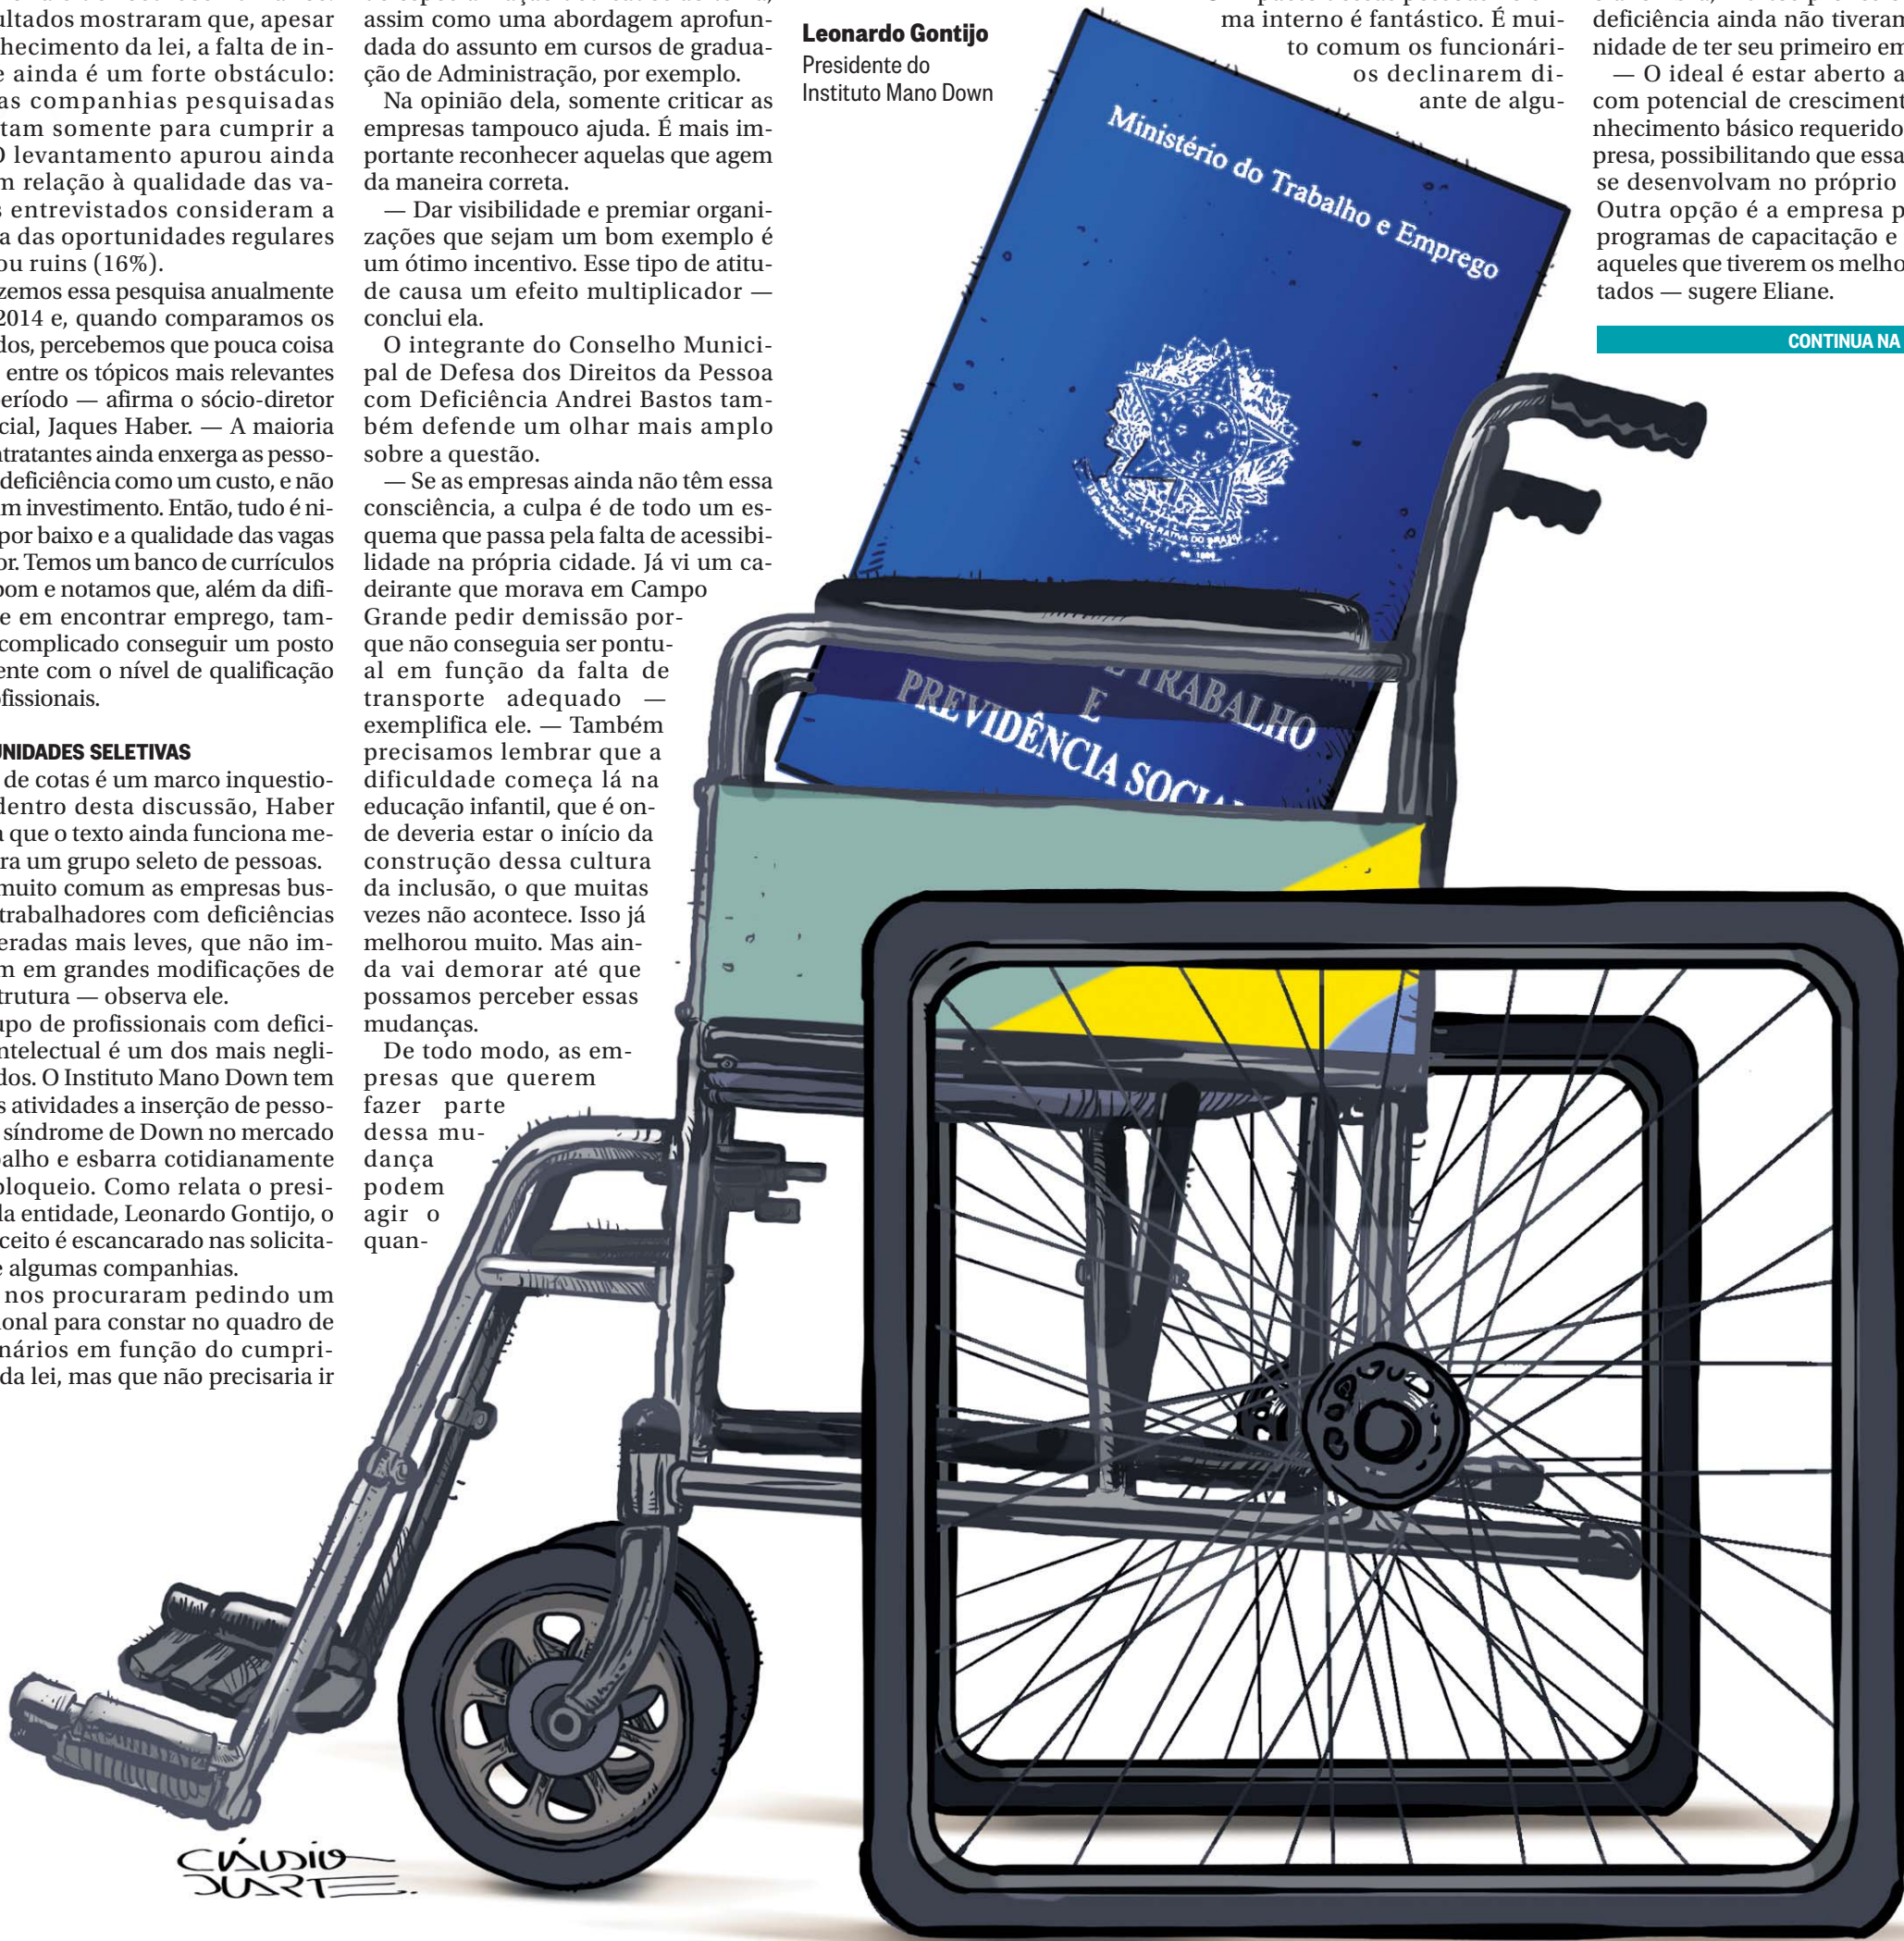 ultados mostraram que, apesar
hecimento da lei, a falta de in-
e ainda é um forte obstáculo:
as companhias pesquisadas
tam somente para cumprir a
O levantamento apurou ainda
m relação à qualidade das va-
s entrevistados consideram a
a das oportunidades regulares
ou ruins (16%).
zemos essa pesquisa anualmente
2014 e, quando comparamos os
dos, percebemos que pouca coisa
entre os tópicos mais relevantes
eríodo — afirma o sócio-diretor
cial, Jaques Haber. — A maioria
ntratantes ainda enxerga as pesso-
deficiência como um custo, e não
m investimento. Então, tudo é ni-
por baixo e a qualidade das vagas
or. Temos um banco de currículos
bom e notamos que, além da difi-
e em encontrar emprego, tam-
complicado conseguir um posto
ente com o nível de qualificação
ofissionais.
UNIDADES SELETIVAS
de cotas é um marco inquestio-
dentro desta discussão, Haber
a que o texto ainda funciona me-
ra um grupo seleto de pessoas.
muito comum as empresas bus-
trabalhadores com deficiências
eradas mais leves, que não im-
m em grandes modificações de
trutura — observa ele.
upo de profissionais com defici-
ntelectual é um dos mais negli-
dos. O Instituto Mano Down tem
s atividades a inserção de pesso-
síndrome de Down no mercado
balho e esbarra cotidianamente
bloqueio. Como relata o presi-
da entidade, Leonardo Gontijo, o
ceito é escancarado nas solicita-
e algumas companhias.
nos procuraram pedindo um
ional para constar no quadro de
nários em função do cumpri-
da lei, mas que não precisaria ir
assim como uma abordagem aprofun-
dada do assunto em cursos de gradua-
ção de Administração, por exemplo.
Na opinião dela, somente criticar as
empresas tampouco ajuda. É mais im-
portante reconhecer aquelas que agem
da maneira correta.
— Dar visibilidade e premiar organi-
zações que sejam um bom exemplo é
um ótimo incentivo. Esse tipo de atitu-
de causa um efeito multiplicador —
conclui ela.
O integrante do Conselho Munici-
pal de Defesa dos Direitos da Pessoa
com Deficiência Andrei Bastos tam-
bém defende um olhar mais amplo
sobre a questão.
— Se as empresas ainda não têm essa
consciência, a culpa é de todo um es-
quema que passa pela falta de acessibi-
lidade na própria cidade. Já vi um ca-
deirante que morava em Campo
Grande pedir demissão por-
que não conseguia ser pontu-
al em função da falta de
transporte adequado —
exemplifica ele. — Também
precisamos lembrar que a
dificuldade começa lá na
educação infantil, que é on-
de deveria estar o início da
construção dessa cultura
da inclusão, o que muitas
vezes não acontece. Isso já
melhorou muito. Mas ain-
da vai demorar até que
possamos perceber essas
mudanças.
De todo modo, as em-
presas que querem
fazer parte
dessa mu-
dança
podem
agir o
quan-
Leonardo Gontijo
Presidente do
Instituto Mano Down
ma interno é fantástico. É mui-
to comum os funcionári-
os declinarem di-
ante de algu-
deficiência ainda não tiveram
nidade de ter seu primeiro em
— O ideal é estar aberto a
com potencial de cresciment
nhecimento básico requerido
presa, possibilitando que essa
se desenvolvam no próprio
Outra opção é a empresa p
programas de capacitação e
aqueles que tiverem os melho
tados — sugere Eliane.
CONTINUA NA
Ministério do Trabalho e Emprego
E TRABALHO
E
PREVIDÊNCIA SOCIAL
CLÁUDIO
DUARTE